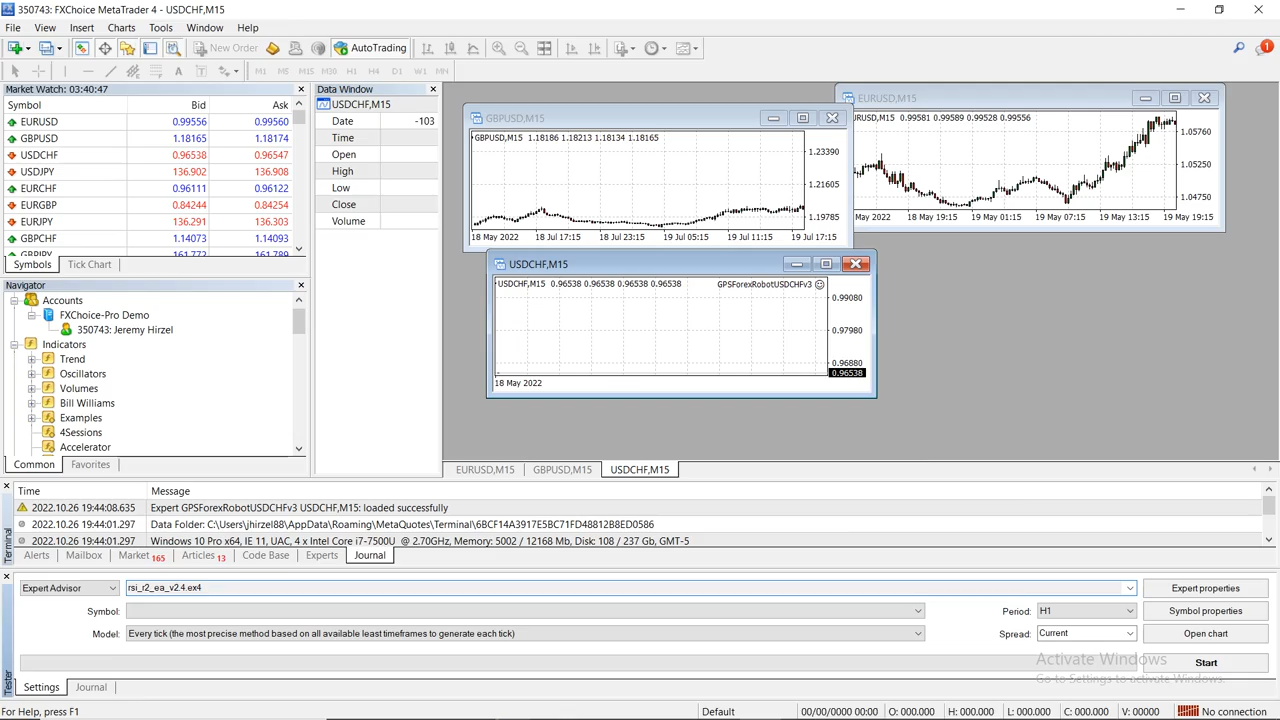 350743: FXChoice MetaTrader 4 - USDCHF,M15
File View Insert Charts Tools Window Help
New Order AutoTrading 1
A T M1 M5 M15 M30 H1 H4 D1 W1 MN
Market Watch: 03:40:47
Symbol Bid Ask
EURUSD 0.99556 0.99560
GBPUSD 1.18165 1.18174
USDCHF 0.96538 0.96547
USDJPY 136.902 136.908
EURCHF 0.96111 0.96122
EURGBP 0.84244 0.84254
EURJPY 136.291 136.303
GBPCHF 1.14073 1.14093
GBPJPY 161.772 161.789
Symbols Tick Chart
Navigator
Accounts
FXChoice-Pro Demo
350743: Jeremy Hirzel
Indicators
Trend
Oscillators
Volumes
Bill Williams
Examples
4Sessions
Accelerator
Common Favorites
Data Window
USDCHF,M15
Date -103
Time
Open
High
Low
Close
Volume
GBPUSD,M15
GBPUSD,M15 1.18186 1.18213 1.18134 1.18165
1.23390
1.21605
1.19785
18 May 2022 18 Jul 17:15 18 Jul 23:15 19 Jul 05:15 19 Jul 11:15 19 Jul 17:15
EURUSD,M15
URUSD,M15 0.99581 0.99589 0.99528 0.99556
1.05760
1.05250
1.04750
May 2022 18 May 19:15 19 May 01:15 19 May 07:15 19 May 13:15 19 May 19:15
USDCHF,M15
USDCHF,M15 0.96538 0.96538 0.96538 0.96538 GPSForexRobotUSDCHFv3
0.99080
0.97980
0.96880
0.96538
18 May 2022
EURUSD,M15 GBPUSD,M15 USDCHF,M15
Time Message
2022.10.26 19:44:08.635 Expert GPSForexRobotUSDCHFv3 USDCHF,M15: loaded successfully
2022.10.26 19:44:01.297 Data Folder: C:\Users\jhirzel88\AppData\Roaming\MetaQuotes\Terminal\6BCF14A3917E5BC71FD48812B8ED0586
2022.10.26 19:44:01.297 Windows 10 Pro x64, IE 11, UAC, 4 x Intel Core i7-7500U @ 2.70GHz, Memory: 5002 / 12168 Mb, Disk: 108 / 237 Gb, GMT-5
Terminal
Alerts Mailbox Market 165 Articles 13 Code Base Experts Journal
Expert Advisor rsi_r2_ea_v2.4.ex4 Expert properties
Symbol: Period: H1 Symbol properties
Model: Every tick (the most precise method based on all available least timeframes to generate each tick) Spread: Current Open chart
Start
Activate Windows
Go to Settings to activate Windows.
Tester
Settings Journal
For Help, press F1 Default 00/00/0000 00:00 O: 000.000 H: 000.000 L: 000.000 C: 000.000 V: 00000 No connection